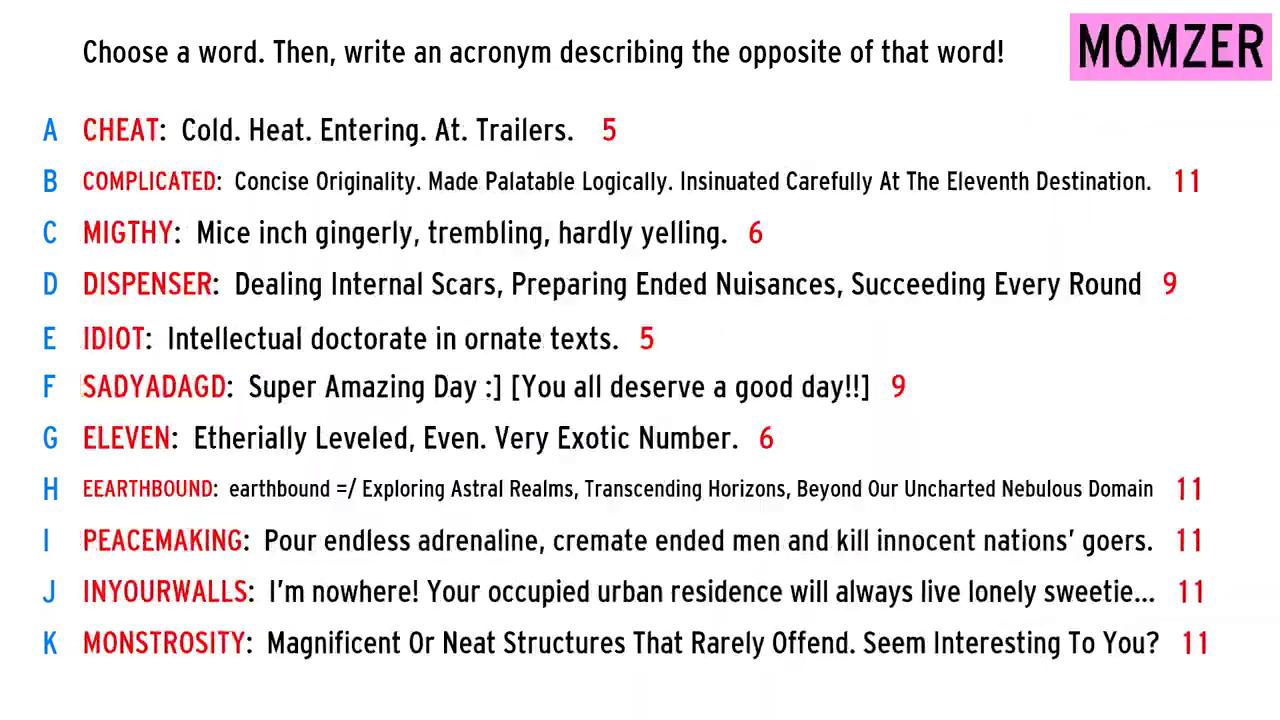 Choose a word. Then, write an acronym describing the opposite of that word!
MOMZER
A CHEAT: Cold. Heat. Entering. At. Trailers. 5
B COMPLICATED: Concise Originality. Made Palatable Logically. Insinuated Carefully At The Eleventh Destination. 11
C MIGTHY: Mice inch gingerly, trembling, hardly yelling. 6
D DISPENSER: Dealing Internal Scars, Preparing Ended Nuisances, Succeeding Every Round 9
E IDIOT: Intellectual doctorate in ornate texts. 5
F SADYADAGD: Super Amazing Day :] [You all deserve a good day!!] 9
G ELEVEN: Etherially Leveled, Even. Very Exotic Number. 6
H EEARTHBOUND: earthbound =/ Exploring Astral Realms, Transcending Horizons, Beyond Our Uncharted Nebulous Domain 11
I PEACEMAKING: Pour endless adrenaline, cremate ended men and kill innocent nations’ goers. 11
J INYOURWALLS: I’m nowhere! Your occupied urban residence will always live lonely sweetie... 11
K MONSTROSITY: Magnificent Or Neat Structures That Rarely Offend. Seem Interesting To You? 11